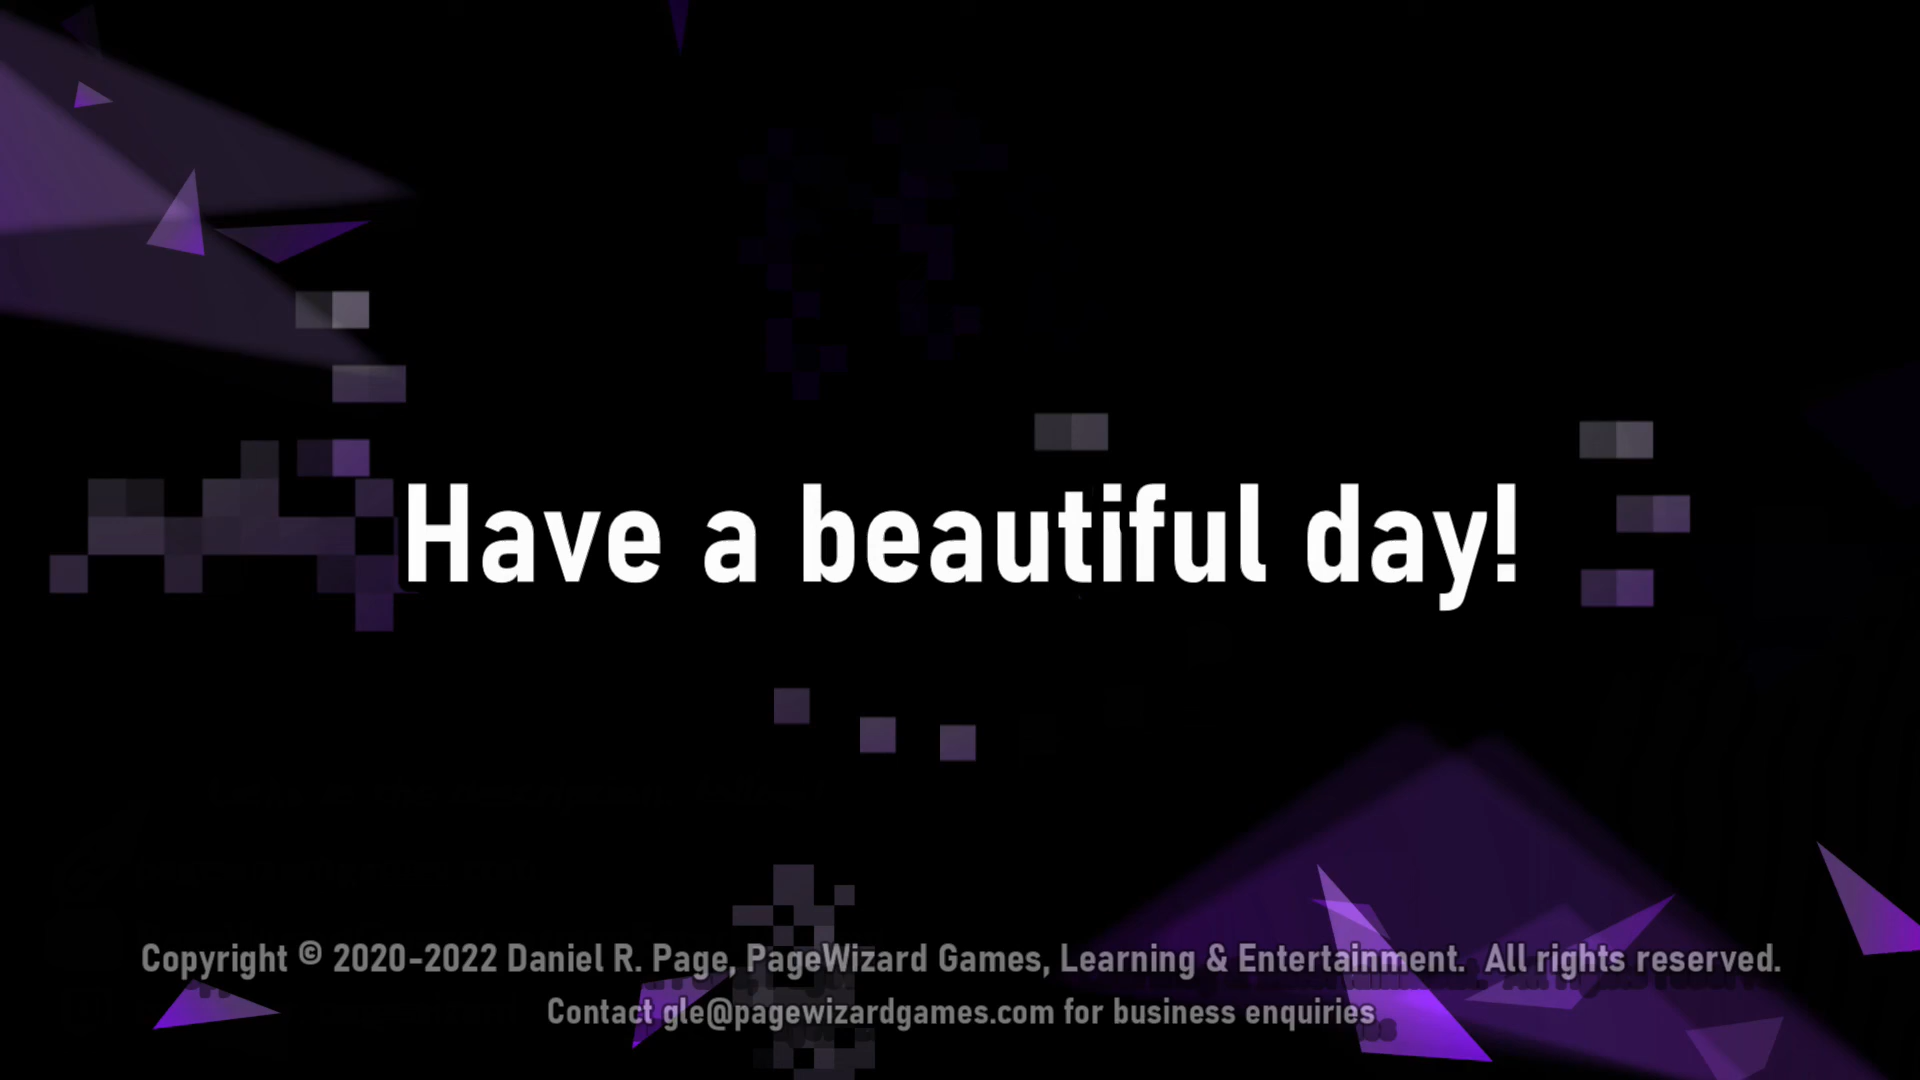 Have a beautiful day!
Copyright © 2020-2022 Daniel R. Page, PageWizard Games, Learning & Entertainment.  All rights reserved.
Contact gle@pagewizardgames.com for business enquiries